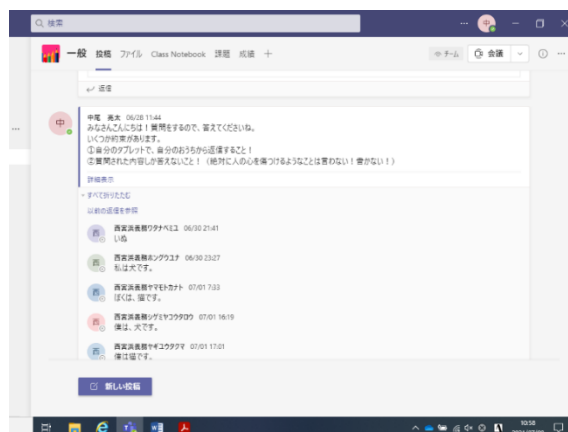 検索
一般 投稿 ファイル Class Notebook 課題 成績
チーム 会議
返信
中
中尾 亮太 06/28 11:44
みなさんこんにちは！質問をするので、答えてくださいね。
いくつか約束があります。
①自分のタブレットで、自分のおうちから返信すること！
②質問された内容しか答えないこと！（絶対に人の心を傷つけるようなことは言わない！書かない！）
詳細表示
すべて折りたたむ
以前の返信を参照
西宮浜義務ワタナベミユ 06/30 21:41
いぬ
西宮浜義務ホングウユナ 06/30 23:27
私は犬です。
西宮浜義務ヤマモトカナト 07/01 7:33
ぼくは、猫です。
西宮浜義務シゲミヤコウタロウ 07/01 16:19
僕は、犬です。
西宮浜義務ヤギユウタクマ 07/01 17:01
僕は猫です。
新しい投稿
10:58